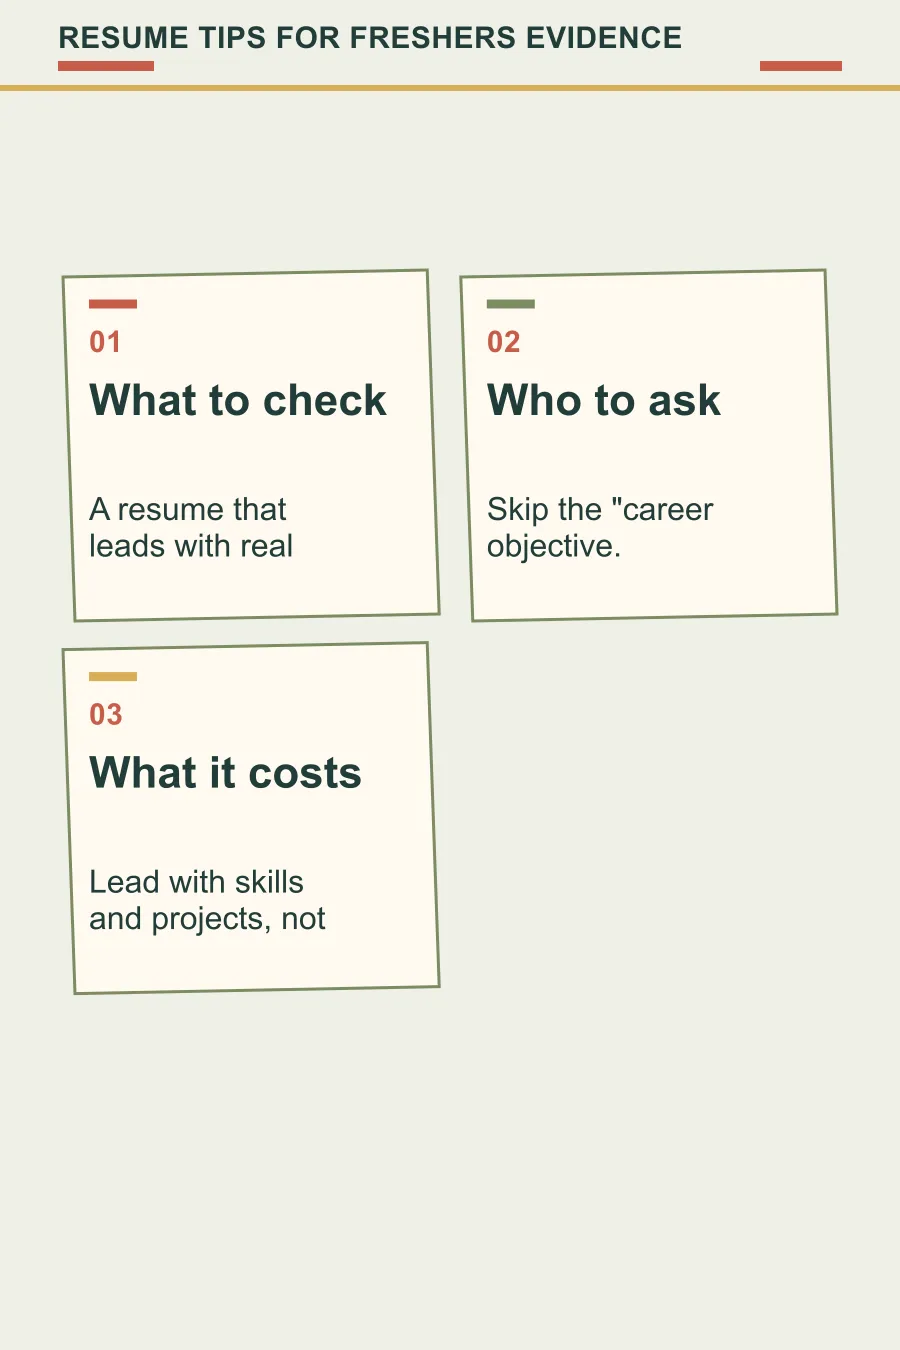 RESUME TIPS FOR FRESHERS EVIDENCE
01
What to check
A resume that
leads with real
02
Who to ask
Skip the "career
objective.
03
What it costs
Lead with skills
and projects, not